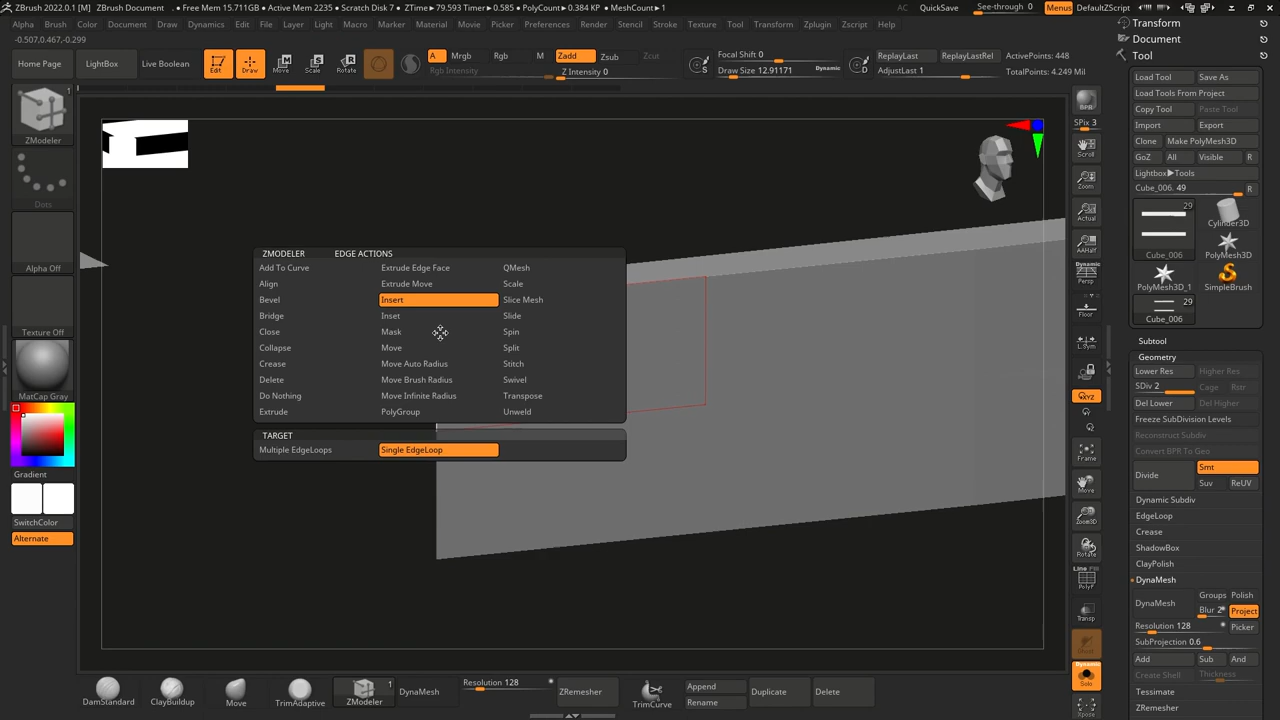 ZBrush 2022.0.1 [M] ZBrush Document • Free Mem 15.711GB • Active Mem 2235 • Scratch Disk 7 • ZTime►79.593 Timer►0.585 • PolyCount►0.384 KP • MeshCount►1 AC QuickSave See-through 0 Menus DefaultZScript
Alpha Brush Color Document Draw Dynamics Edit File Layer Light Macro Marker Material Movie Picker Preferences Render Stencil Stroke Texture Tool Transform Zplugin Zscript Help
-0.507,0.467,-0.299
Home Page LightBox Live Boolean Edit Draw Move Scale Rotate
A Mrgb Rgb M Zadd Zsub Zcut
Rgb Intensity Z Intensity 0
S Focal Shift 0
Draw Size 12.91171 Dynamic
D ReplayLast ReplayLastRel
AdjustLast 1
ActivePoints: 448
TotalPoints: 4.249 Mil
1
ZModeler
Dots
Alpha Off
Texture Off
MatCap Gray
Gradient
SwitchColor
Alternate
ZMODELER EDGE ACTIONS
Add To Curve Extrude Edge Face QMesh
Align Extrude Move Scale
Bevel Insert Slice Mesh
Bridge Inset Slide
Close Mask Spin
Collapse Move Split
Crease Move Auto Radius Stitch
Delete Move Brush Radius Swivel
Do Nothing Move Infinite Radius Transpose
Extrude PolyGroup Unweld
TARGET
Multiple EdgeLoops Single EdgeLoop
BPR
SPix 3
Scroll
Zoom
Actual
AAHalf
Persp
Floor
L.Sym
XYZ
Frame
Move
Zoom3D
Rotate
PolyF
Transp
Dynamic
Solo
Xpose
Transform
Document
Tool
Load Tool Save As
Load Tools From Project
Copy Tool Paste Tool
Import Export
Clone Make PolyMesh3D
GoZ All Visible R
Lightbox►Tools
Cube_006. 49 R
29
Cube_006 Cylinder3D
PolyMesh3D
PolyMesh3D_1 SimpleBrush
29
Cube_006
Subtool
Geometry
Lower Res Higher Res
SDiv 2 Cage Rstr
Del Lower Del Higher
Freeze SubDivision Levels
Reconstruct Subdiv
Convert BPR To Geo
Divide Smt
Suv ReUV
Dynamic Subdiv
EdgeLoop
Crease
ShadowBox
ClayPolish
DynaMesh
DynaMesh Groups Polish
Blur 2 Project
Resolution 128 Picker
SubProjection 0.6
Add Sub And
Create Shell Thickness
Tessimate
ZRemesher
DamStandard ClayBuildup Move TrimAdaptive ZModeler 1 DynaMesh Resolution 128 ZRemesher TrimCurve Append Rename Duplicate Delete